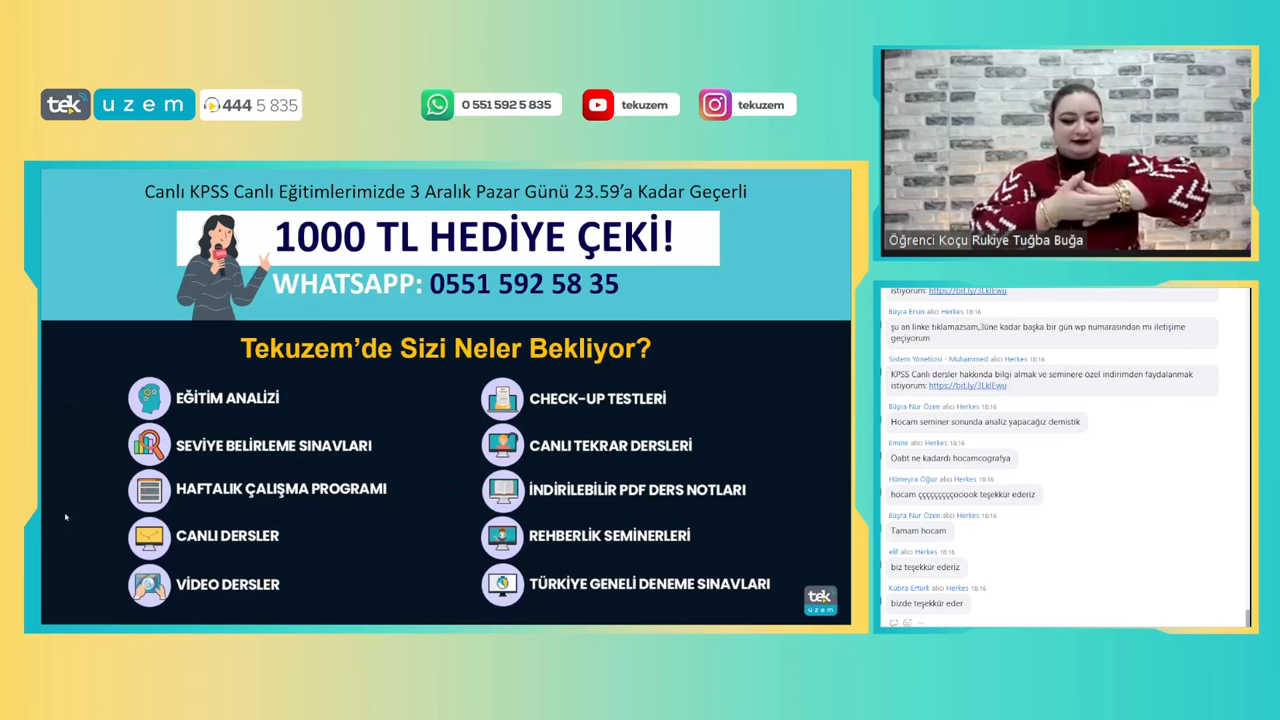 tek uzem 444 5 835
0 551 592 5 835
tekuzem
tekuzem
Canlı KPSS Canlı Eğitimlerimizde 3 Aralık Pazar Günü 23.59’a Kadar Geçerli
1000 TL HEDİYE ÇEKİ!
WHATSAPP: 0551 592 58 35
Tekuzem’de Sizi Neler Bekliyor?
EĞİTİM ANALİZİ
SEVİYE BELİRLEME SINAVLARI
HAFTALIK ÇALIŞMA PROGRAMI
CANLI DERSLER
VİDEO DERSLER
CHECK-UP TESTLERİ
CANLI TEKRAR DERSLERİ
İNDİRİLEBİLİR PDF DERS NOTLARI
REHBERLİK SEMİNERLERİ
TÜRKİYE GENELİ DENEME SINAVLARI
tek
uzem
Öğrenci Koçu Rukiye Tuğba Buğa
istiyorum: https://bit.ly/3LklEwu
Büşra Ersin alıcı Herkes 18:16
şu an linke tıklamazsam,3üne kadar başka bir gün wp numarasından mı iletişime
geçiyorum
Sistem Yöneticisi - Muhammed alıcı Herkes 18:16
KPSS Canlı dersler hakkında bilgi almak ve seminere özel indirimden faydalanmak
istiyorum: https://bit.ly/3LklEwu
Büşra Nur Özen alıcı Herkes 18:16
Hocam seminer sonunda analiz yapacağız demistik
Emine alıcı Herkes 18:16
Öabt ne kadardı hocamcografya
Hümeyra Oğuz alıcı Herkes 18:16
hocam çççççççççooook teşekkür ederiz
Büşra Nur Özen alıcı Herkes 18:16
Tamam hocam
elif alıcı Herkes 18:16
biz teşekkür ederiz
Kübra Ertürk alıcı Herkes 18:16
bizde teşekkür eder